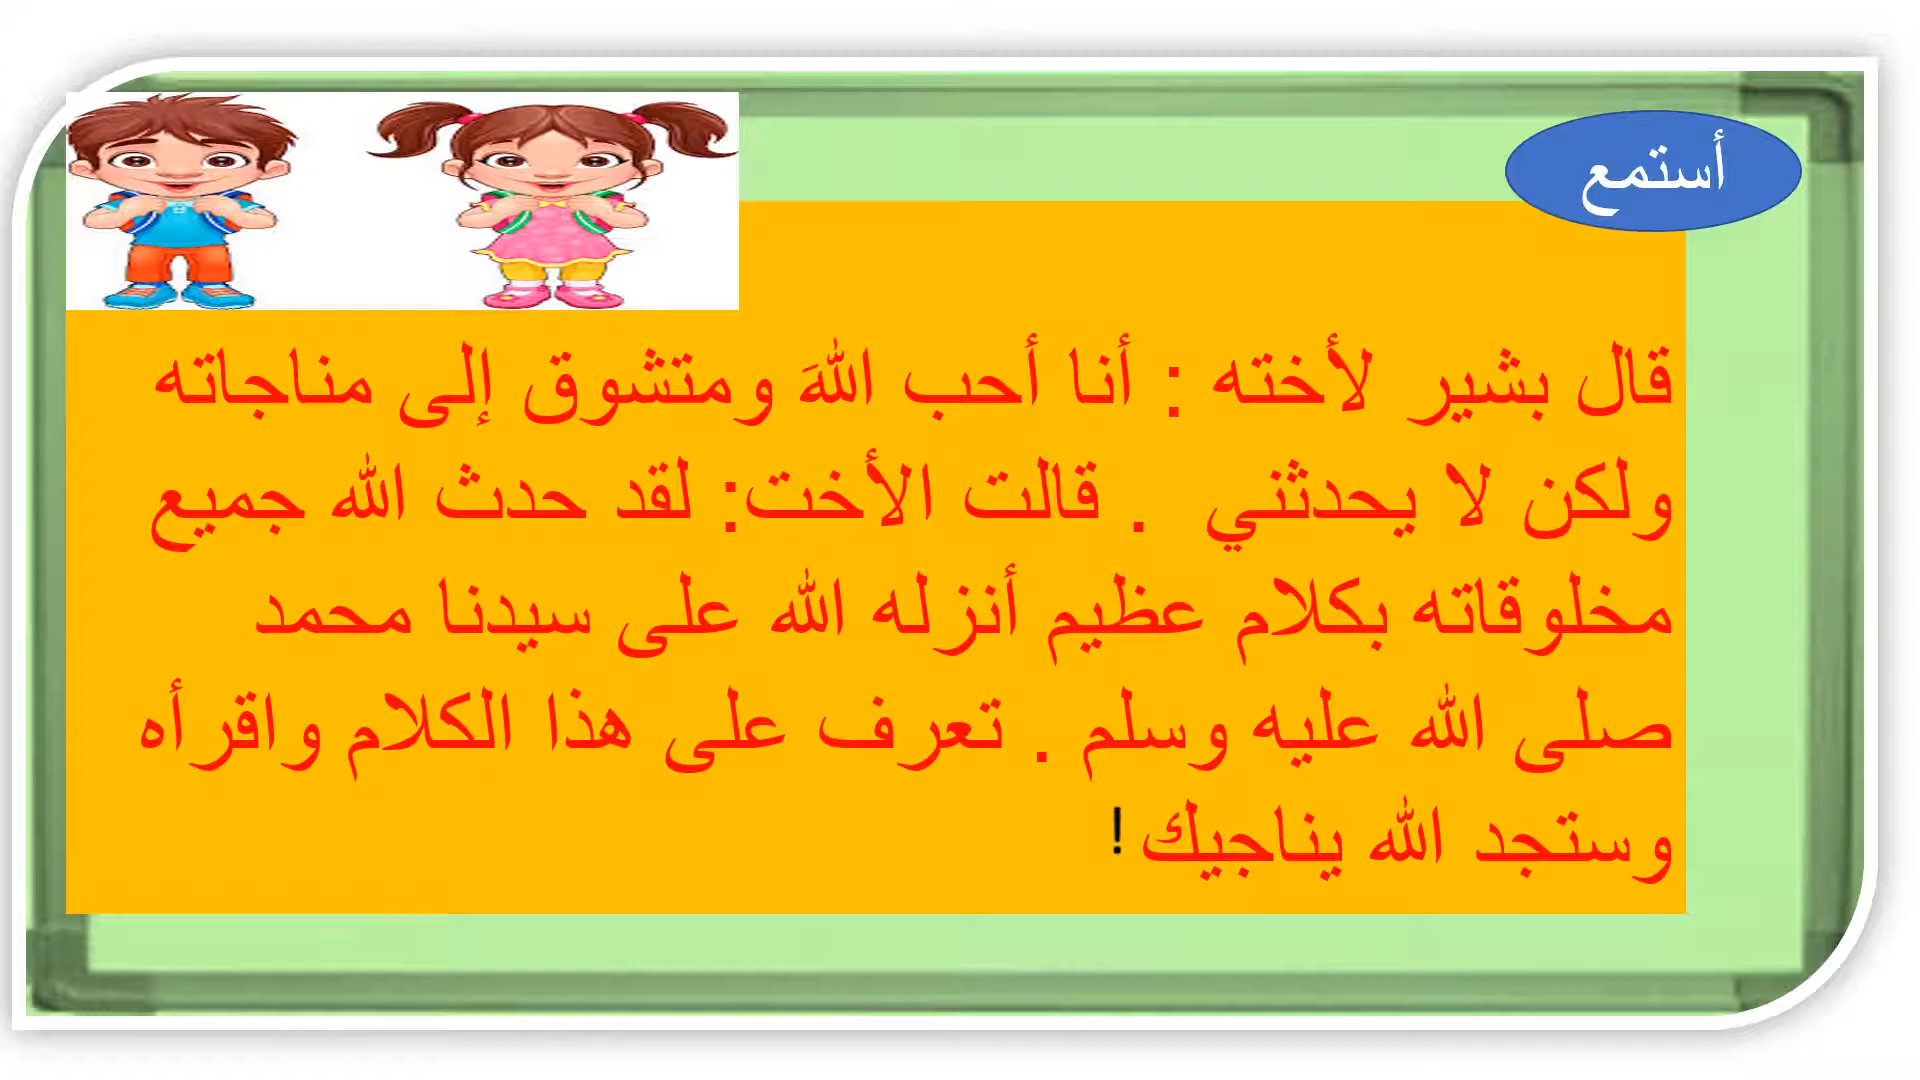 أستمع
قال بشير لأخته : أنا أحب اللهَ ومتشوق إلى مناجاته
ولكن لا يحدثني . قالت الأخت: لقد حدث الله جميع
مخلوقاته بكلام عظيم أنزله الله على سيدنا محمد
صلى الله عليه وسلم . تعرف على هذا الكلام واقرأه
وستجد الله يناجيك !